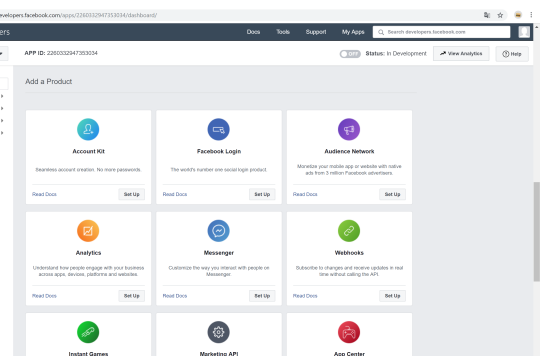 developers.facebook.com/apps/2260332947353034/dashboard/
Docs Tools Support My Apps Search developers.facebook.com
APP ID: 2260332947353034 OFF Status: In Development View Analytics Help
Add a Product
Account Kit
Seamless account creation. No more passwords.
Read Docs Set Up
Facebook Login
The world's number one social login product.
Read Docs Set Up
Audience Network
Monetize your mobile app or website with native
ads from 3 million Facebook advertisers.
Read Docs Set Up
Analytics
Understand how people engage with your business
across apps, devices, platforms and websites.
Read Docs Set Up
Messenger
Customize the way you interact with people on
Messenger.
Read Docs Set Up
Webhooks
Subscribe to changes and receive updates in real
time without calling the API.
Read Docs Set Up
Instant Games
Marketing API
App Center